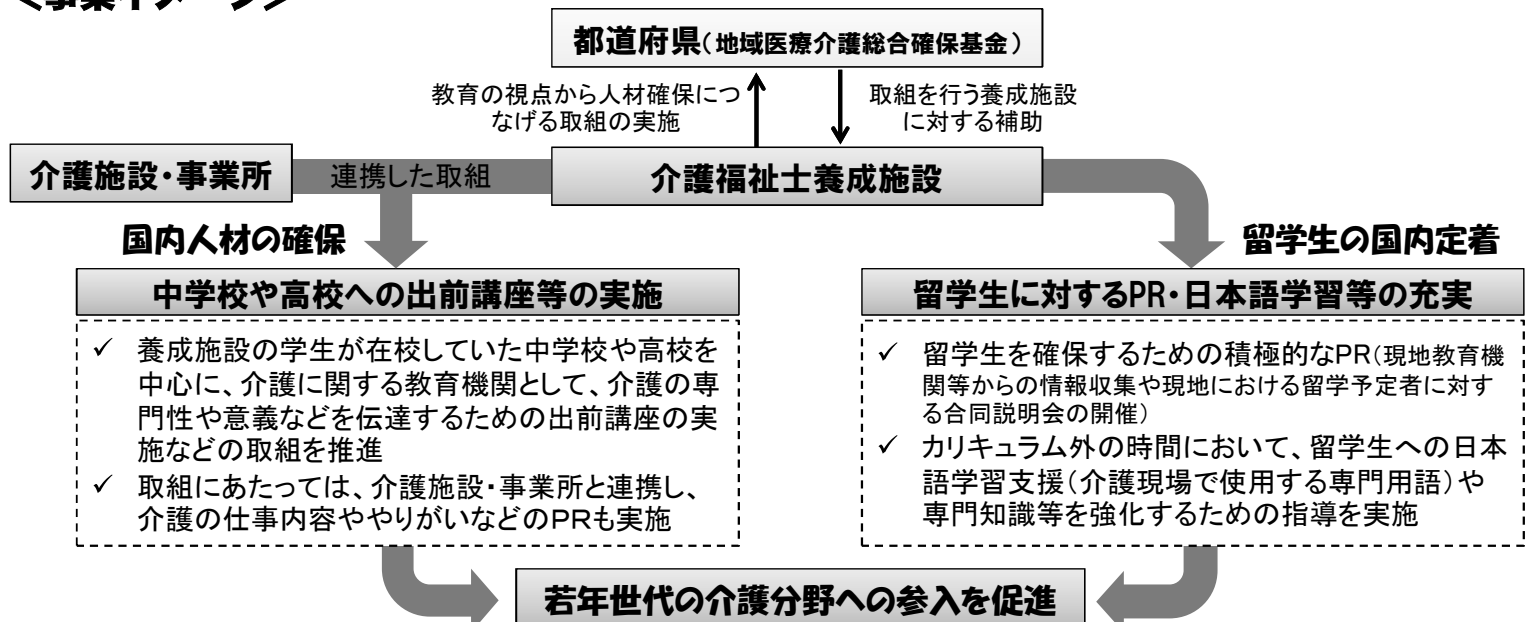 <事業イメージ>
都道府県(地域医療介護総合確保基金)
教育の視点から人材確保につ
なげる取組の実施
取組を行う養成施設
に対する補助
介護施設・事業所
連携した取組
介護福祉士養成施設
国内人材の確保
留学生の国内定着
中学校や高校への出前講座等の実施
✓ 養成施設の学生が在校していた中学校や高校を
中心に、介護に関する教育機関として、介護の専
門性や意義などを伝達するための出前講座の実
施などの取組を推進
✓ 取組にあたっては、介護施設・事業所と連携し、
介護の仕事内容ややりがいなどのPRも実施
留学生に対するPR・日本語学習等の充実
✓ 留学生を確保するための積極的なPR(現地教育機
関等からの情報収集や現地における留学予定者に対す
る合同説明会の開催)
✓ カリキュラム外の時間において、留学生への日本
語学習支援(介護現場で使用する専門用語)や
専門知識等を強化するための指導を実施
若年世代の介護分野への参入を促進